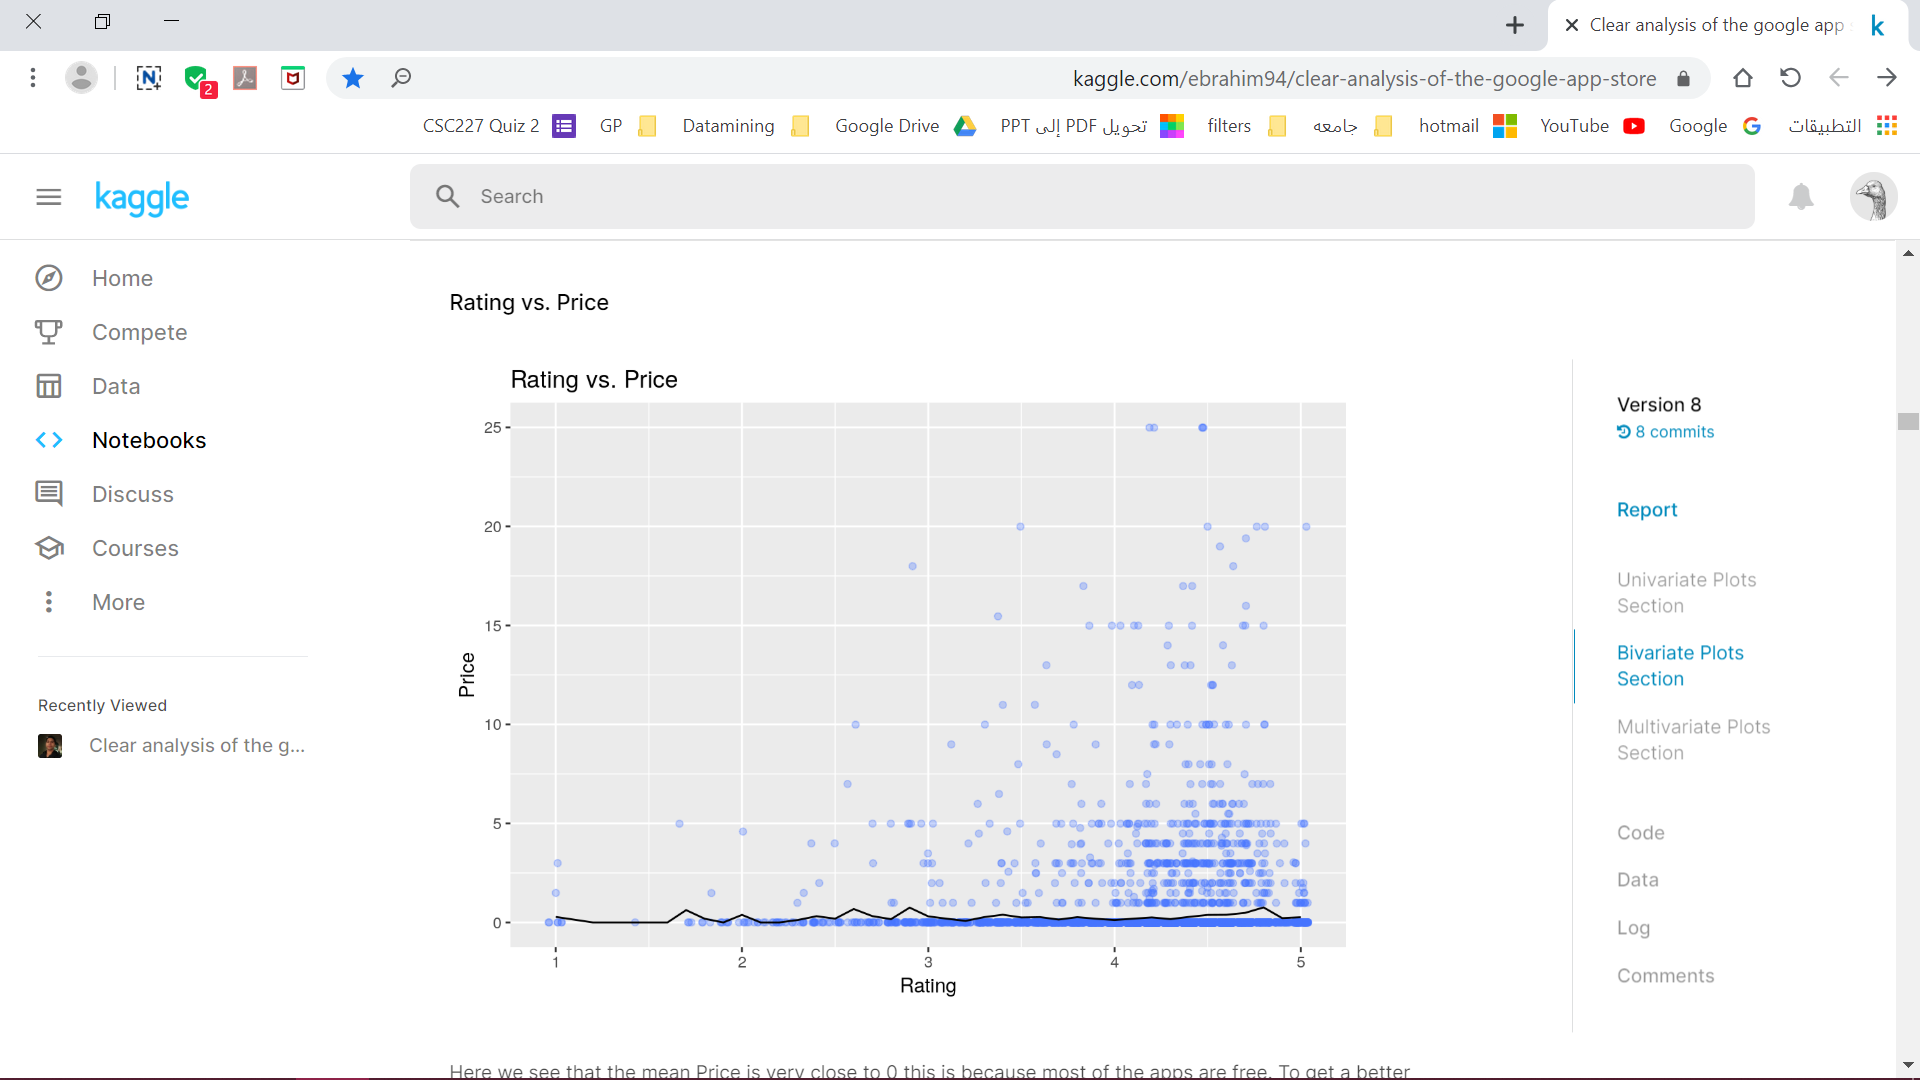 Clear analysis of the google app
2
kaggle.com/ebrahim94/clear-analysis-of-the-google-app-store
CSC227 Quiz 2 GP Datamining Google Drive تحويل PDF إلى PPT filters جامعه hotmail YouTube Google التطبيقات
kaggle
Search
Home
Compete
Data
Notebooks
Discuss
Courses
More
Recently Viewed
Clear analysis of the g...
Rating vs. Price
Rating vs. Price
25
20
15
10
5
0
Price
1 2 3 4 5
Rating
Here we see that the mean Price is very close to 0 this is because most of the apps are free. To get a better
Version 8
8 commits
Report
Univariate Plots
Section
Bivariate Plots
Section
Multivariate Plots
Section
Code
Data
Log
Comments